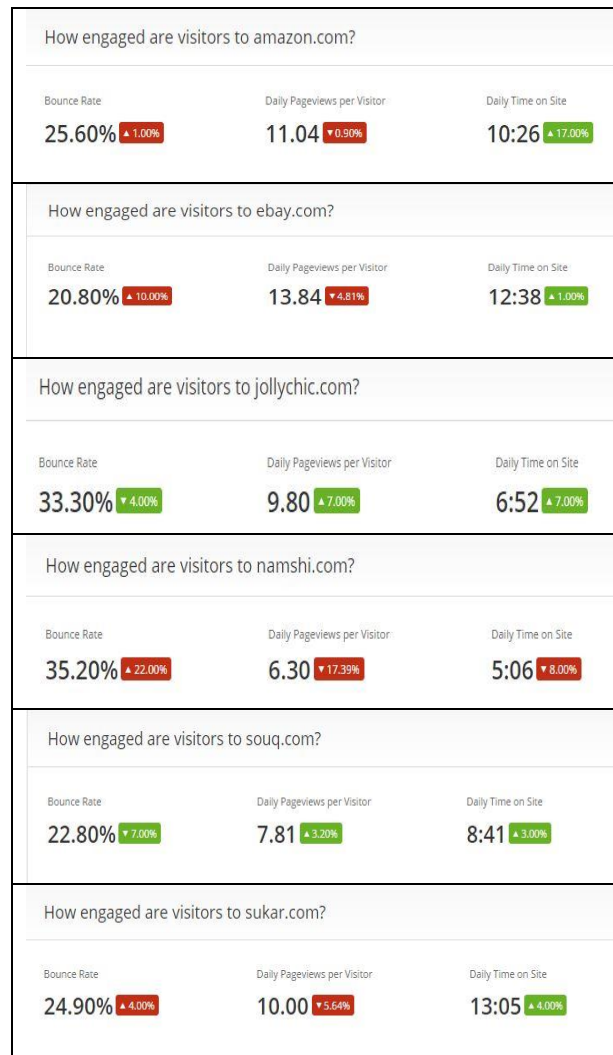 How engaged are visitors to amazon.com?
Bounce Rate Daily Pageviews per Visitor Daily Time on Site
25.60% ▲ 1.00% 11.04 ▼ 0.90% 10:26 ▲ 17.00%
How engaged are visitors to ebay.com?
Bounce Rate Daily Pageviews per Visitor Daily Time on Site
20.80% ▲ 10.00% 13.84 ▼ 4.81% 12:38 ▲ 1.00%
How engaged are visitors to jollychic.com?
Bounce Rate Daily Pageviews per Visitor Daily Time on Site
33.30% ▼ 4.00% 9.80 ▲ 7.00% 6:52 ▲ 7.00%
How engaged are visitors to namshi.com?
Bounce Rate Daily Pageviews per Visitor Daily Time on Site
35.20% ▲ 22.00% 6.30 ▼ 17.39% 5:06 ▼ 8.00%
How engaged are visitors to souq.com?
Bounce Rate Daily Pageviews per Visitor Daily Time on Site
22.80% ▼ 7.00% 7.81 ▲ 3.20% 8:41 ▲ 3.00%
How engaged are visitors to sukar.com?
Bounce Rate Daily Pageviews per Visitor Daily Time on Site
24.90% ▲ 4.00% 10.00 ▼ 5.64% 13:05 ▲ 4.00%